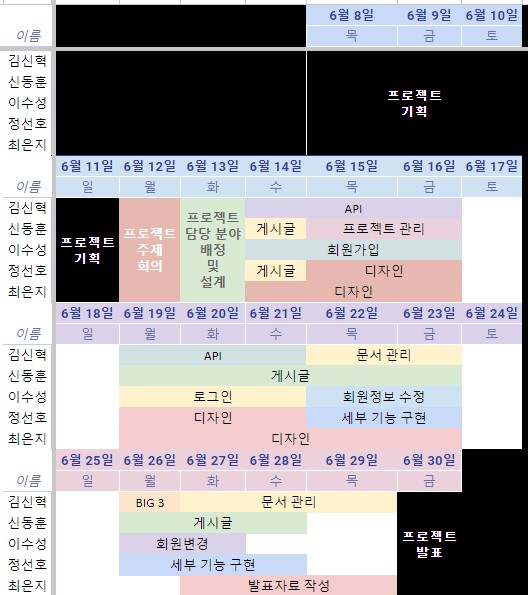 6월 8일 6월 9일 6월 10일
이름 목 금 토
김신혁
신동훈
이수성
정선호
최은지
프로젝트
기획
6월 11일 6월 12일 6월 13일 6월 14일 6월 15일 6월 16일 6월 17일
이름 일 월 화 수 목 금 토
김신혁
신동훈
이수성
정선호
최은지
프로젝트
기획
프로젝트
주제
회의
프로젝트
담당 분야
배정
및
설계
API
게시글 프로젝트 관리
회원가입
게시글 디자인
디자인
6월 18일 6월 19일 6월 20일 6월 21일 6월 22일 6월 23일 6월 24일
이름 일 월 화 수 목 금 토
김신혁 API 문서 관리
신동훈 게시글
이수성 로그인 회원정보 수정
정선호 디자인 세부 기능 구현
최은지 디자인
6월 25일 6월 26일 6월 27일 6월 28일 6월 29일 6월 30일
이름 일 월 화 수 목 금
김신혁 BIG 3 문서 관리
신동훈 게시글
이수성 회원변경
정선호 세부 기능 구현
최은지 발표자료 작성
프로젝트
발표